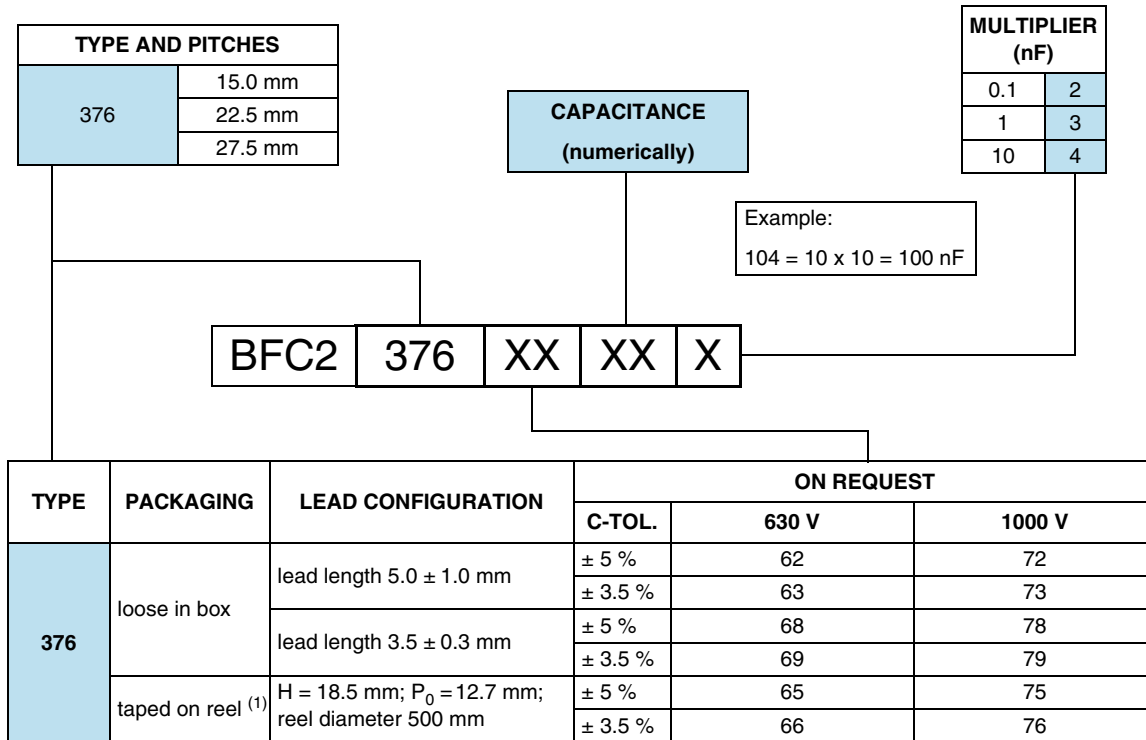 TYPE AND PITCHES
376
15.0 mm
22.5 mm
27.5 mm
CAPACITANCE
(numerically)
MULTIPLIER
(nF)
0.1 2
1 3
10 4
Example:
104 = 10 x 10 = 100 nF
BFC2 376 XX XX X
TYPE PACKAGING LEAD CONFIGURATION ON REQUEST
C-TOL. 630 V 1000 V
376
loose in box
lead length 5.0 ± 1.0 mm
± 5 % 62 72
± 3.5 % 63 73
lead length 3.5 ± 0.3 mm
± 5 % 68 78
± 3.5 % 69 79
taped on reel (1)
H = 18.5 mm; P0 = 12.7 mm;
reel diameter 500 mm
± 5 % 65 75
± 3.5 % 66 76